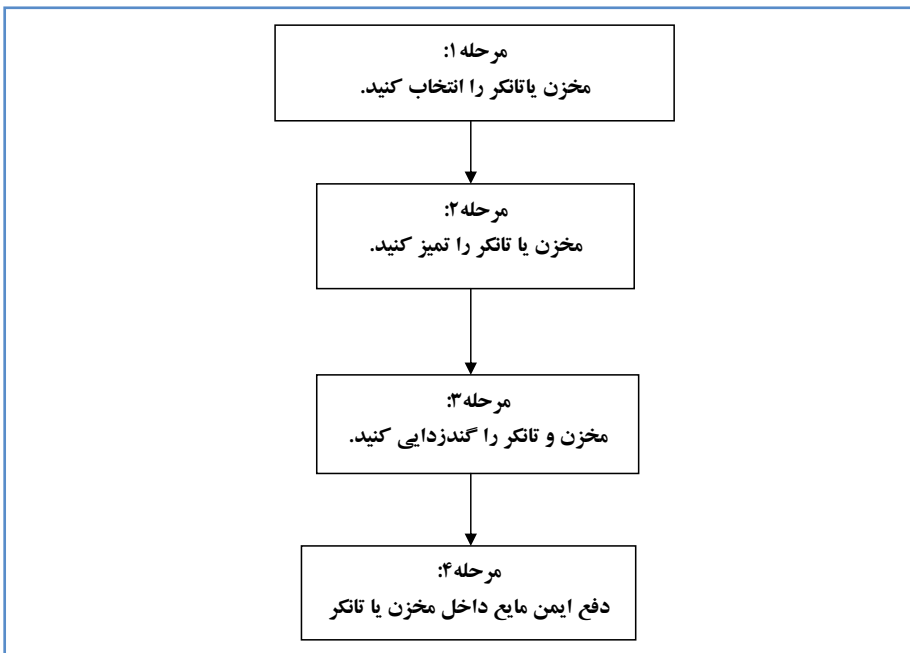 مرحله۱:
مخزن یاتانکر را انتخاب کنید.
مرحله۲:
مخزن یا تانکر را تمیز کنید.
مرحله۳:
مخزن و تانکر را گندزدایی کنید.
مرحله۴:
دفع ایمن مایع داخل مخزن یا تانکر